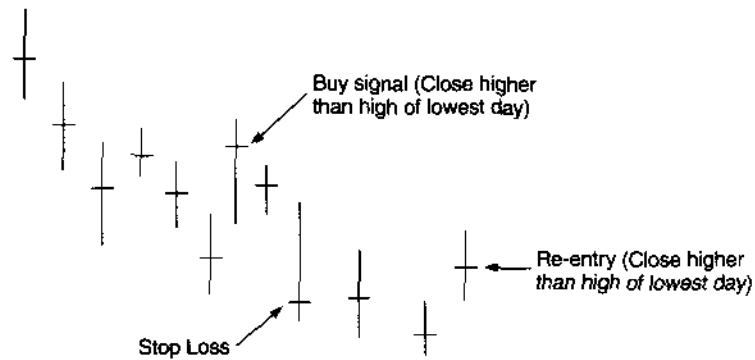 Buy signal (Close higher
than high of lowest day)
Re-entry (Close higher
than high of lowest day)
Stop Loss